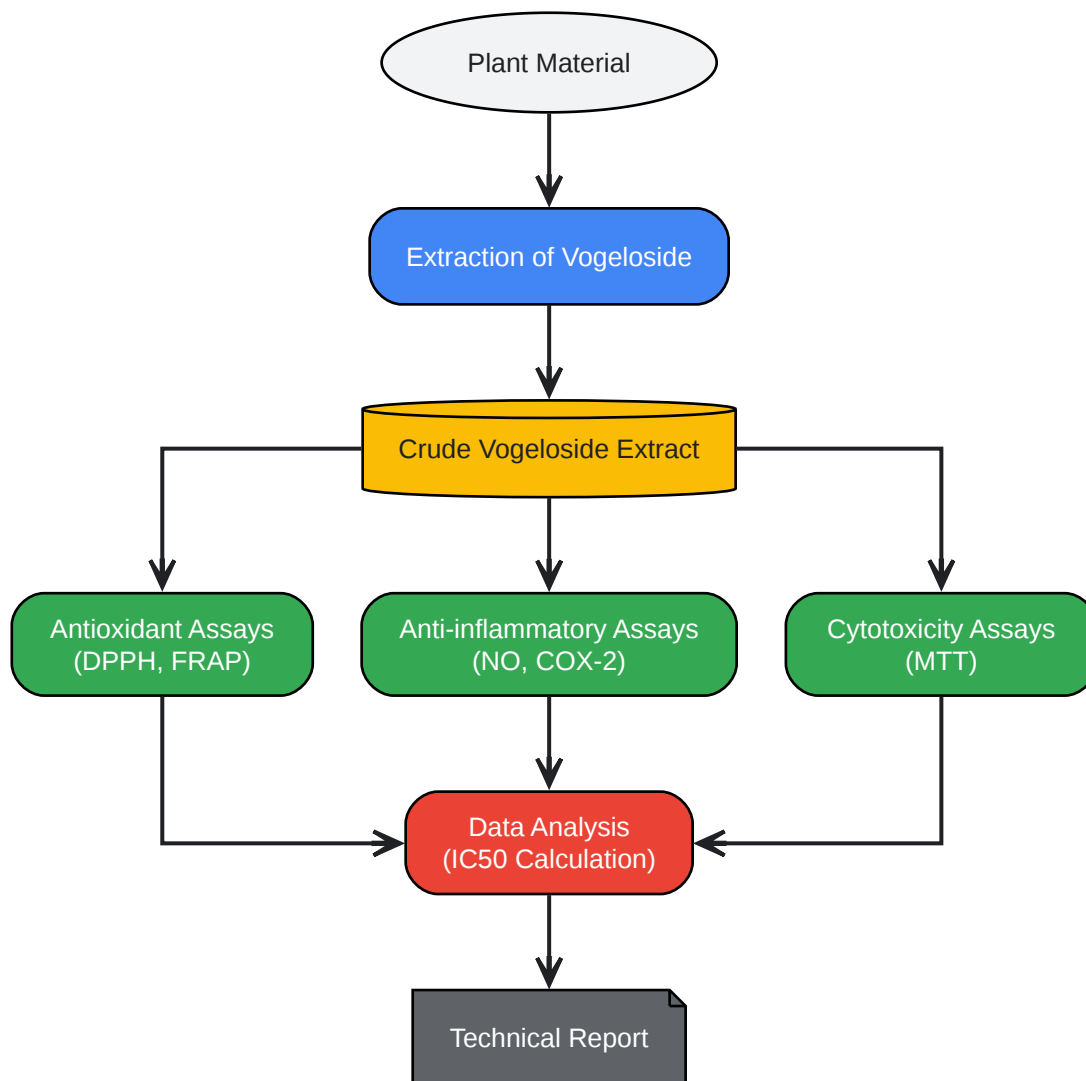 Plant Material
Extraction of Vogeloside
Crude Vogeloside Extract
Antioxidant Assays
(DPPH, FRAP)
Anti-inflammatory Assays
(NO, COX-2)
Cytotoxicity Assays
(MTT)
Data Analysis
(IC50 Calculation)
Technical Report